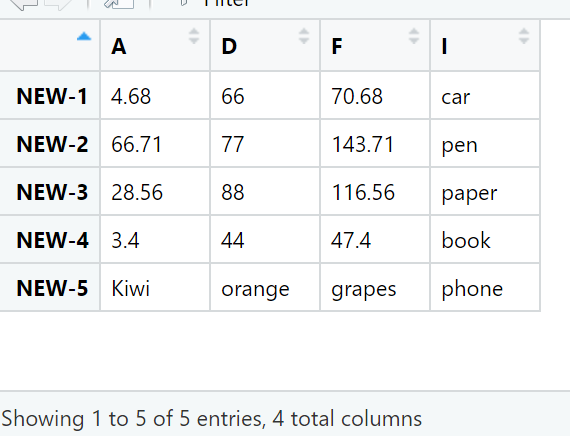 Filter
A D F I
NEW-1 4.68 66 70.68 car
NEW-2 66.71 77 143.71 pen
NEW-3 28.56 88 116.56 paper
NEW-4 3.4 44 47.4 book
NEW-5 Kiwi orange grapes phone
Showing 1 to 5 of 5 entries, 4 total columns